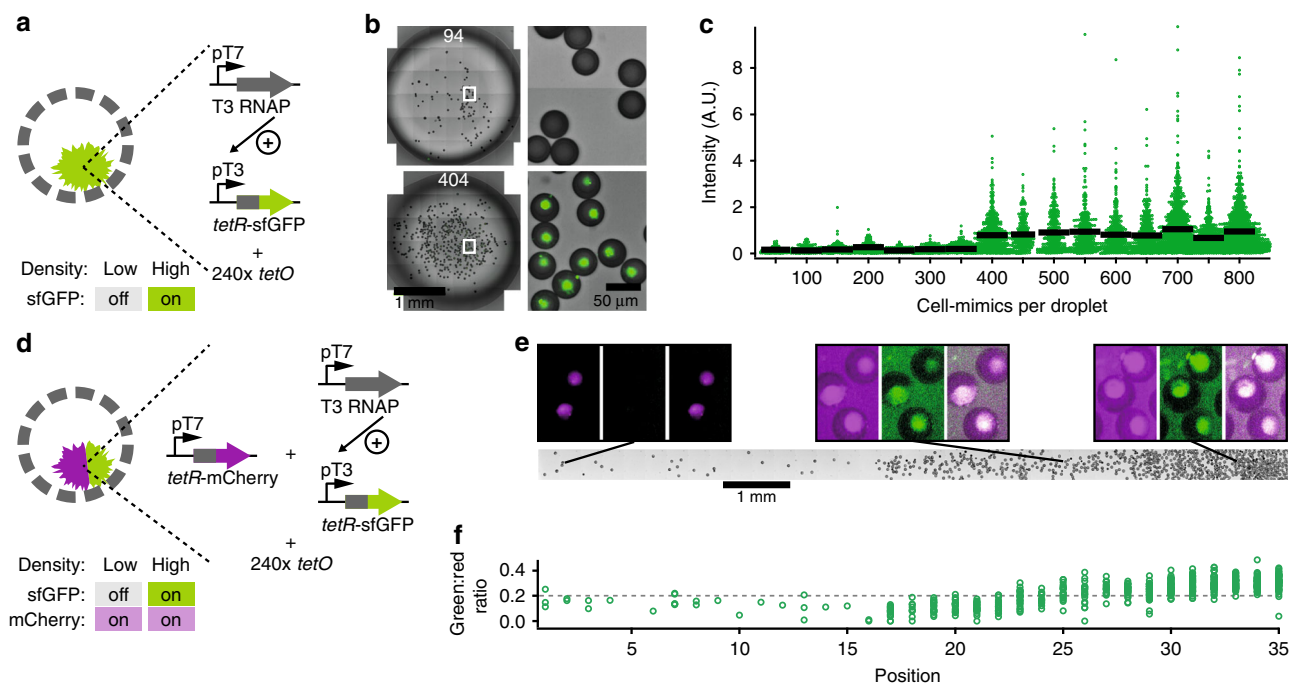 a
pT7
T3 RNAP
+
pT3
tetR-sfGFP
+
240x tetO
Density: Low High
sfGFP: off on
b
94
404
1 mm
50 µm
c
Intensity (A.U.)
8
6
4
2
0
100 200 300 400 500 600 700 800
Cell-mimics per droplet
d
pT7
T3 RNAP
pT7
tetR-mCherry
+
+
pT3
tetR-sfGFP
+
240x tetO
Density: Low High
sfGFP: off on
mCherry: on on
e
1 mm
f
Green:red
ratio
0.4
0.2
0.0
5 10 15 20 25 30 35
Position